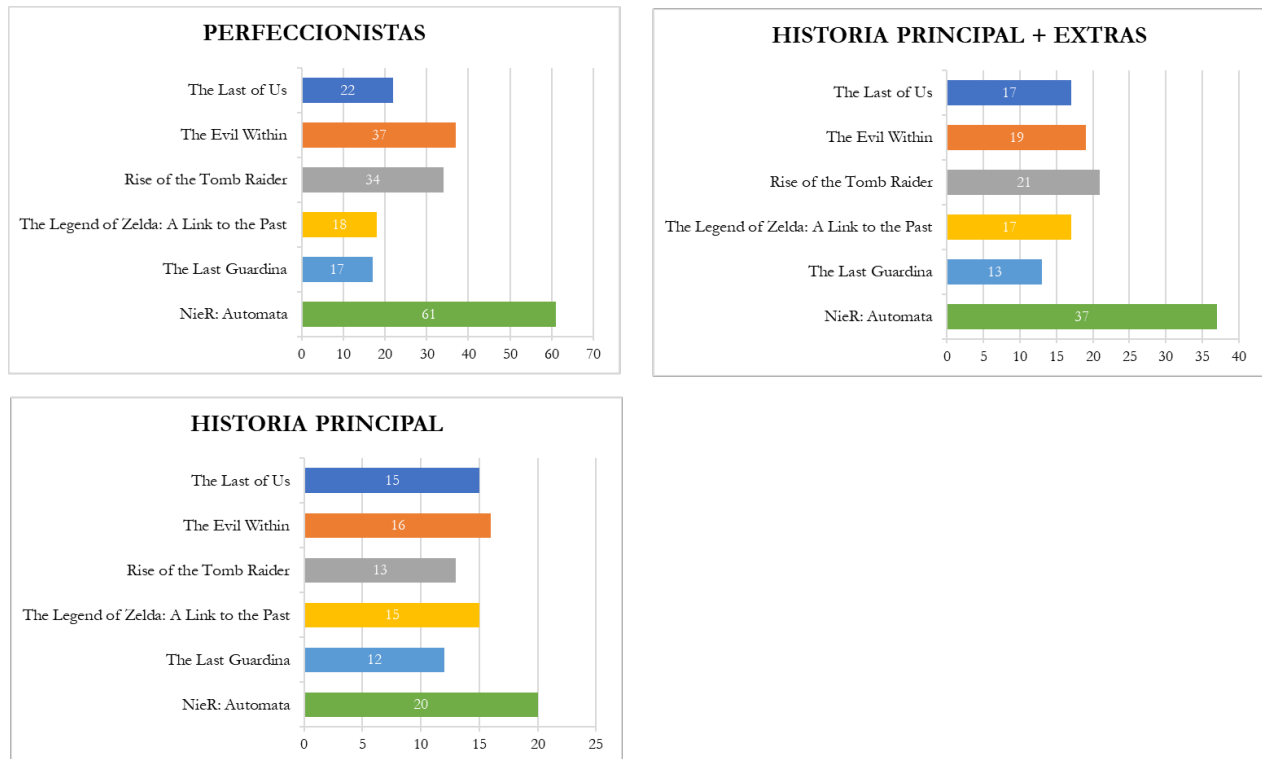 PERFECCIONISTAS
The Last of Us 22
The Evil Within 37
Rise of the Tomb Raider 34
The Legend of Zelda: A Link to the Past 18
The Last Guardina 17
NieR: Automata 61
0 10 20 30 40 50 60 70
HISTORIA PRINCIPAL + EXTRAS
The Last of Us 17
The Evil Within 19
Rise of the Tomb Raider 21
The Legend of Zelda: A Link to the Past 17
The Last Guardina 13
NieR: Automata 37
0 5 10 15 20 25 30 35 40
HISTORIA PRINCIPAL
The Last of Us 15
The Evil Within 16
Rise of the Tomb Raider 13
The Legend of Zelda: A Link to the Past 15
The Last Guardina 12
NieR: Automata 20
0 5 10 15 20 25